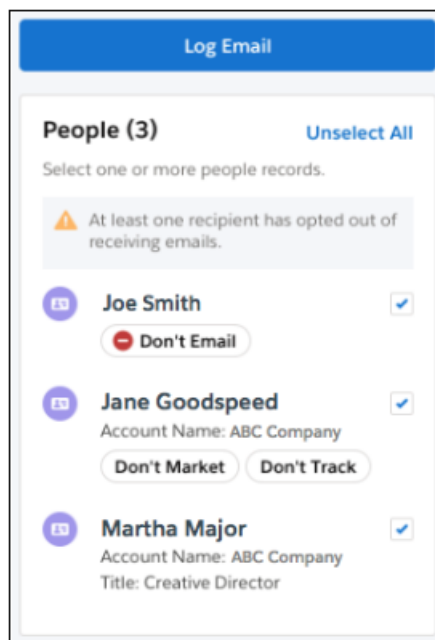 Log Email
People (3)
Unselect All
Select one or more people records.
At least one recipient has opted out of
receiving emails.
Joe Smith
Don't Email
Jane Goodspeed
Account Name: ABC Company
Don't Market
Don't Track
Martha Major
Account Name: ABC Company
Title: Creative Director